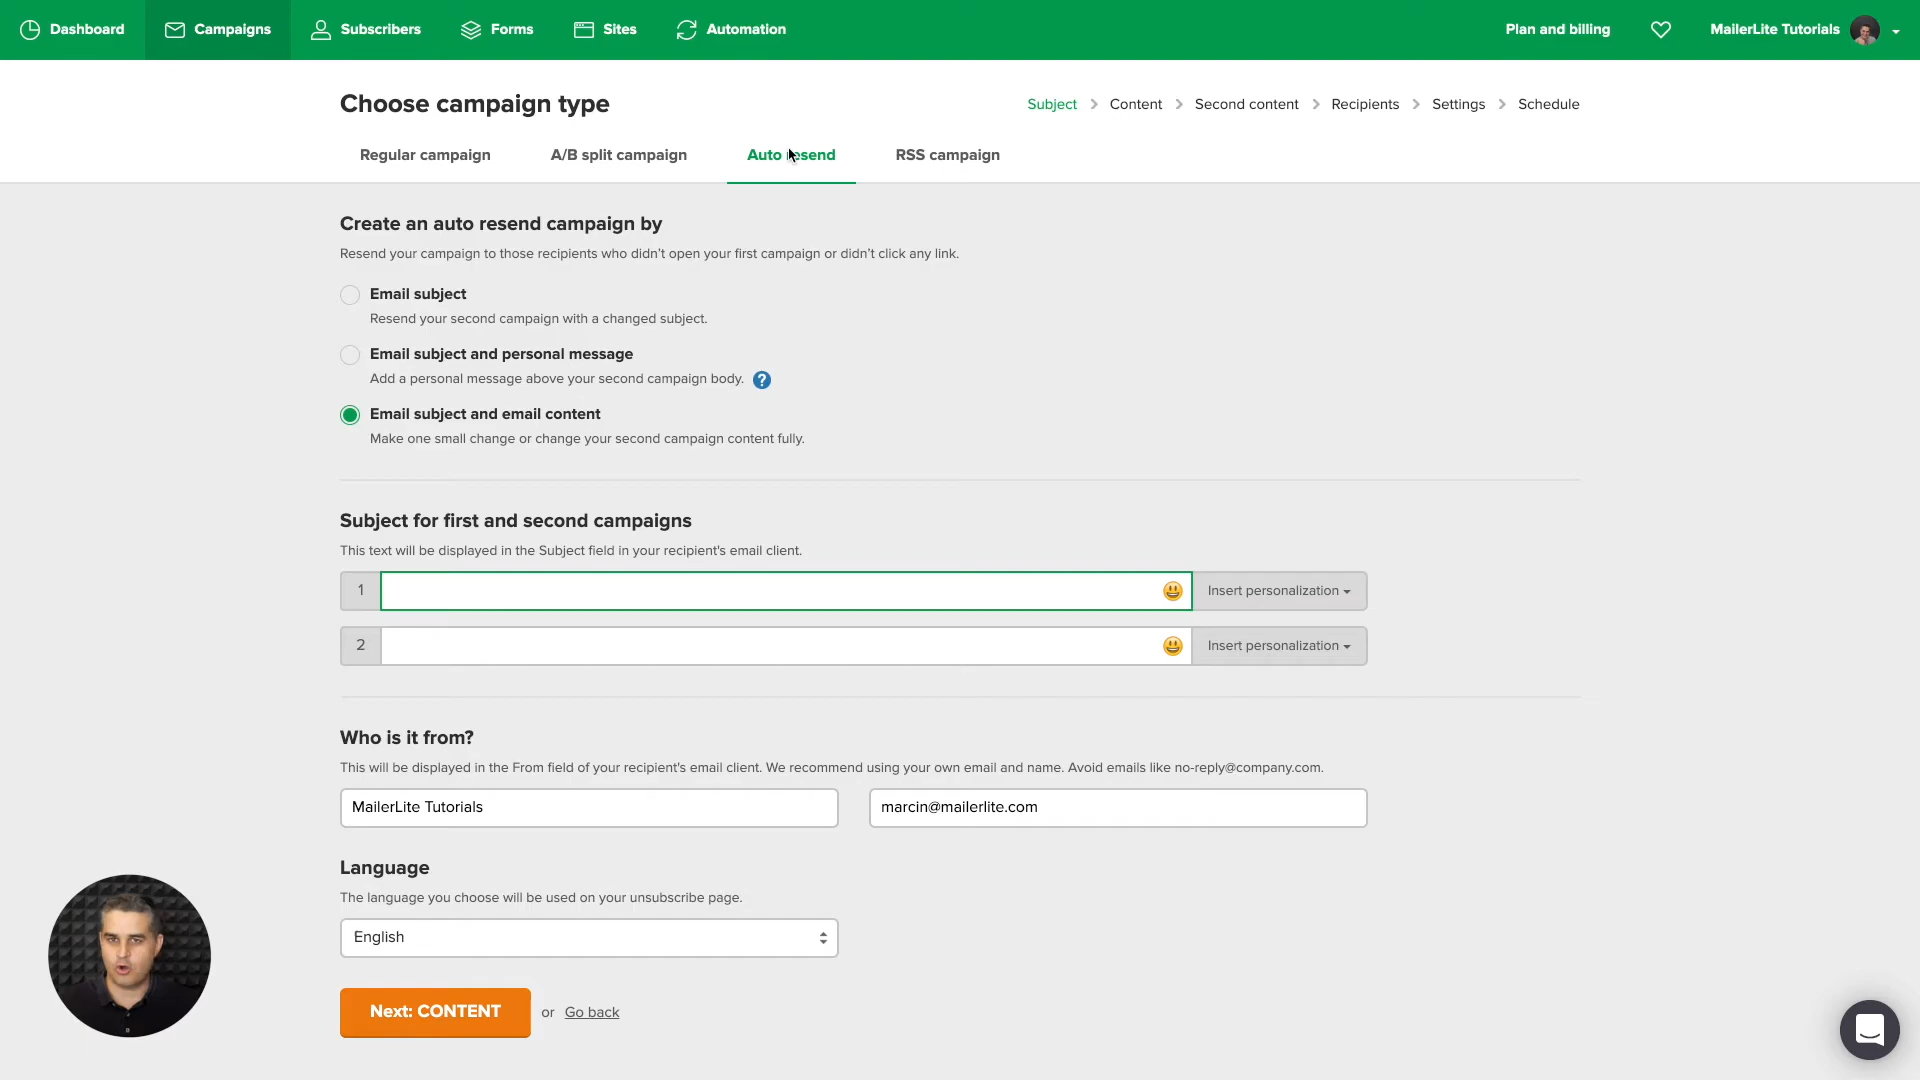 Dashboard
Campaigns
Subscribers
Forms
Sites
Automation
Plan and billing
MailerLite Tutorials
Choose campaign type
Subject
Content
Second content
Recipients
Settings
Schedule
Regular campaign
A/B split campaign
Auto resend
RSS campaign
Create an auto resend campaign by
Resend your campaign to those recipients who didn't open your first campaign or didn't click any link.
Email subject
Resend your second campaign with a changed subject.
Email subject and personal message
Add a personal message above your second campaign body. ?
Email subject and email content
Make one small change or change your second campaign content fully.
Subject for first and second campaigns
This text will be displayed in the Subject field in your recipient's email client.
1
Insert personalization
2
Insert personalization
Who is it from?
This will be displayed in the From field of your recipient's email client. We recommend using your own email and name. Avoid emails like no-reply@company.com.
MailerLite Tutorials
marcin@mailerlite.com
Language
The language you choose will be used on your unsubscribe page.
English
Next: CONTENT
or Go back